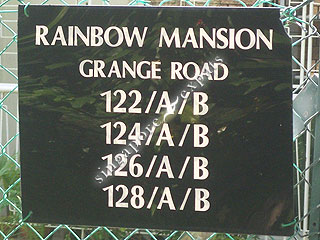 RAINBOW MANSION
GRANGE ROAD
122/A/B
124/A/B
126/A/B
128/A/B